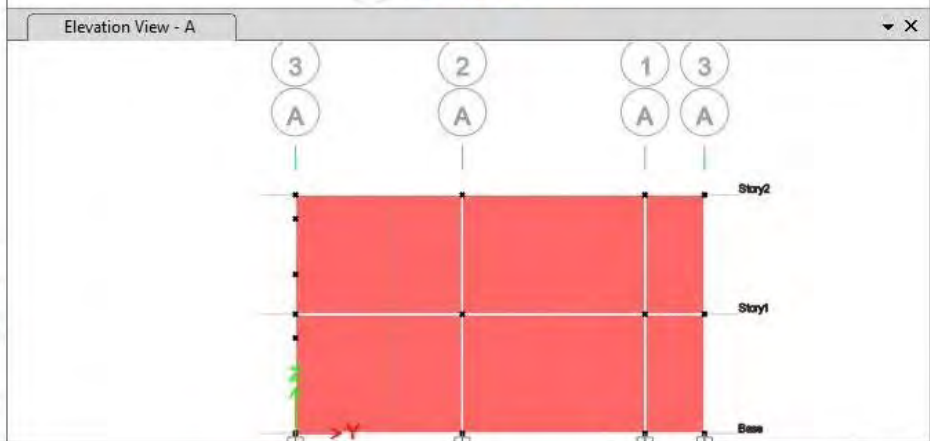 Elevation View - A
3 2 1 3
A A A A
Story2
Story1
Z
Y
Base